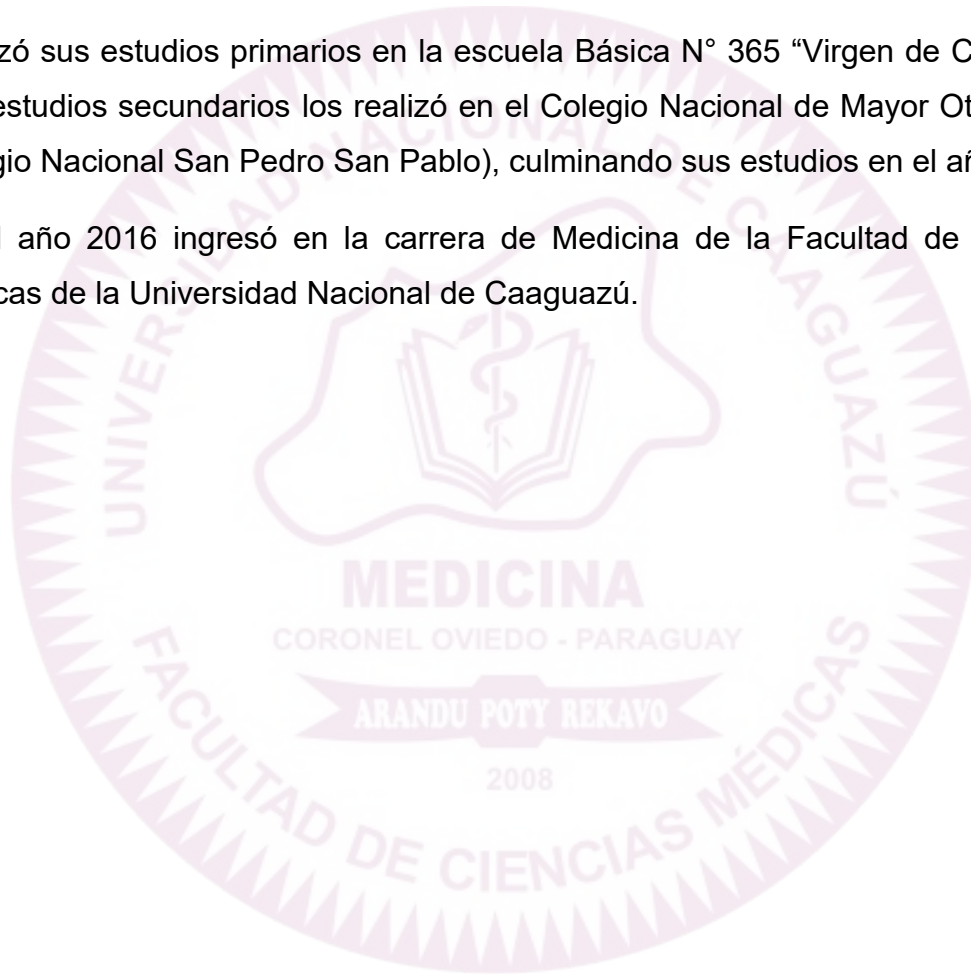 zó sus estudios primarios en la escuela Básica N° 365 “Virgen de C
estudios secundarios los realizó en el Colegio Nacional de Mayor Ot
gio Nacional San Pedro San Pablo), culminando sus estudios en el añ
l año 2016 ingresó en la carrera de Medicina de la Facultad de
cas de la Universidad Nacional de Caaguazú.
UNIVERSIDAD NACIONAL DE CAAGUAZÚ
MEDICINA
CORONEL OVIEDO - PARAGUAY
ARANDU POTY REKAVO
2008
FACULTAD DE CIENCIAS MÉDICAS